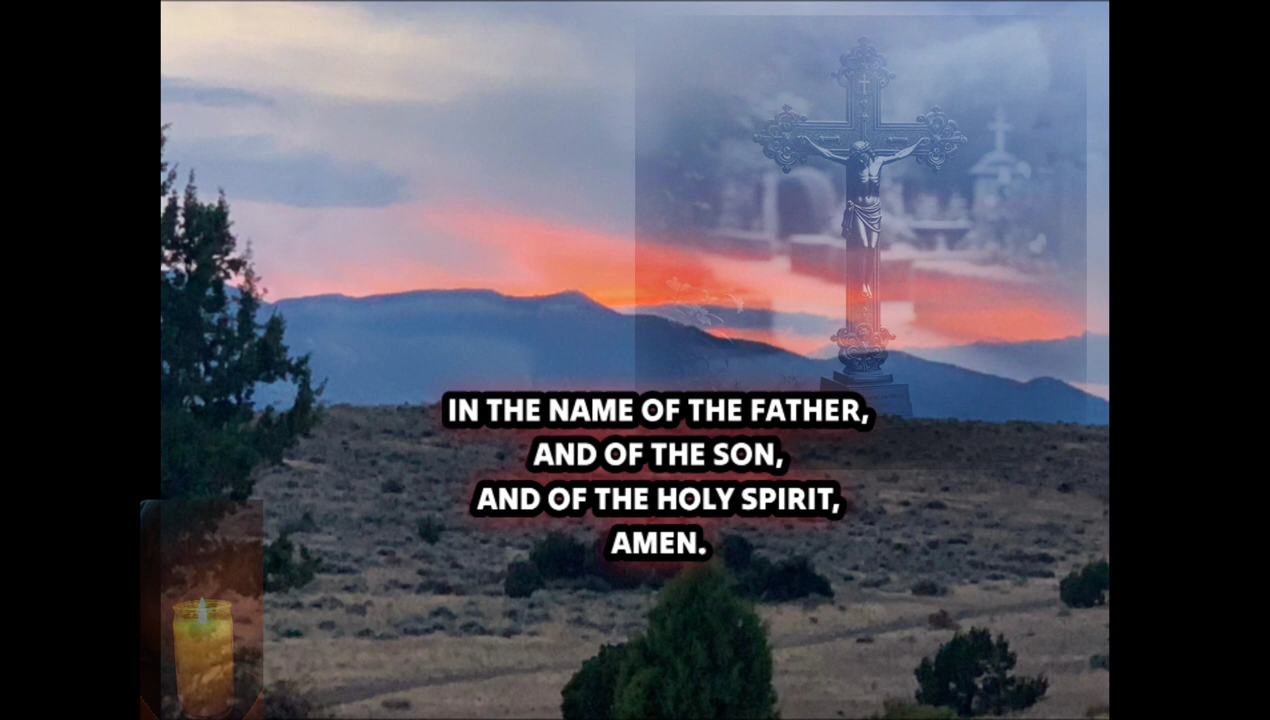 IN THE NAME OF THE FATHER,
AND OF THE SON,
AND OF THE HOLY SPIRIT,
AMEN.